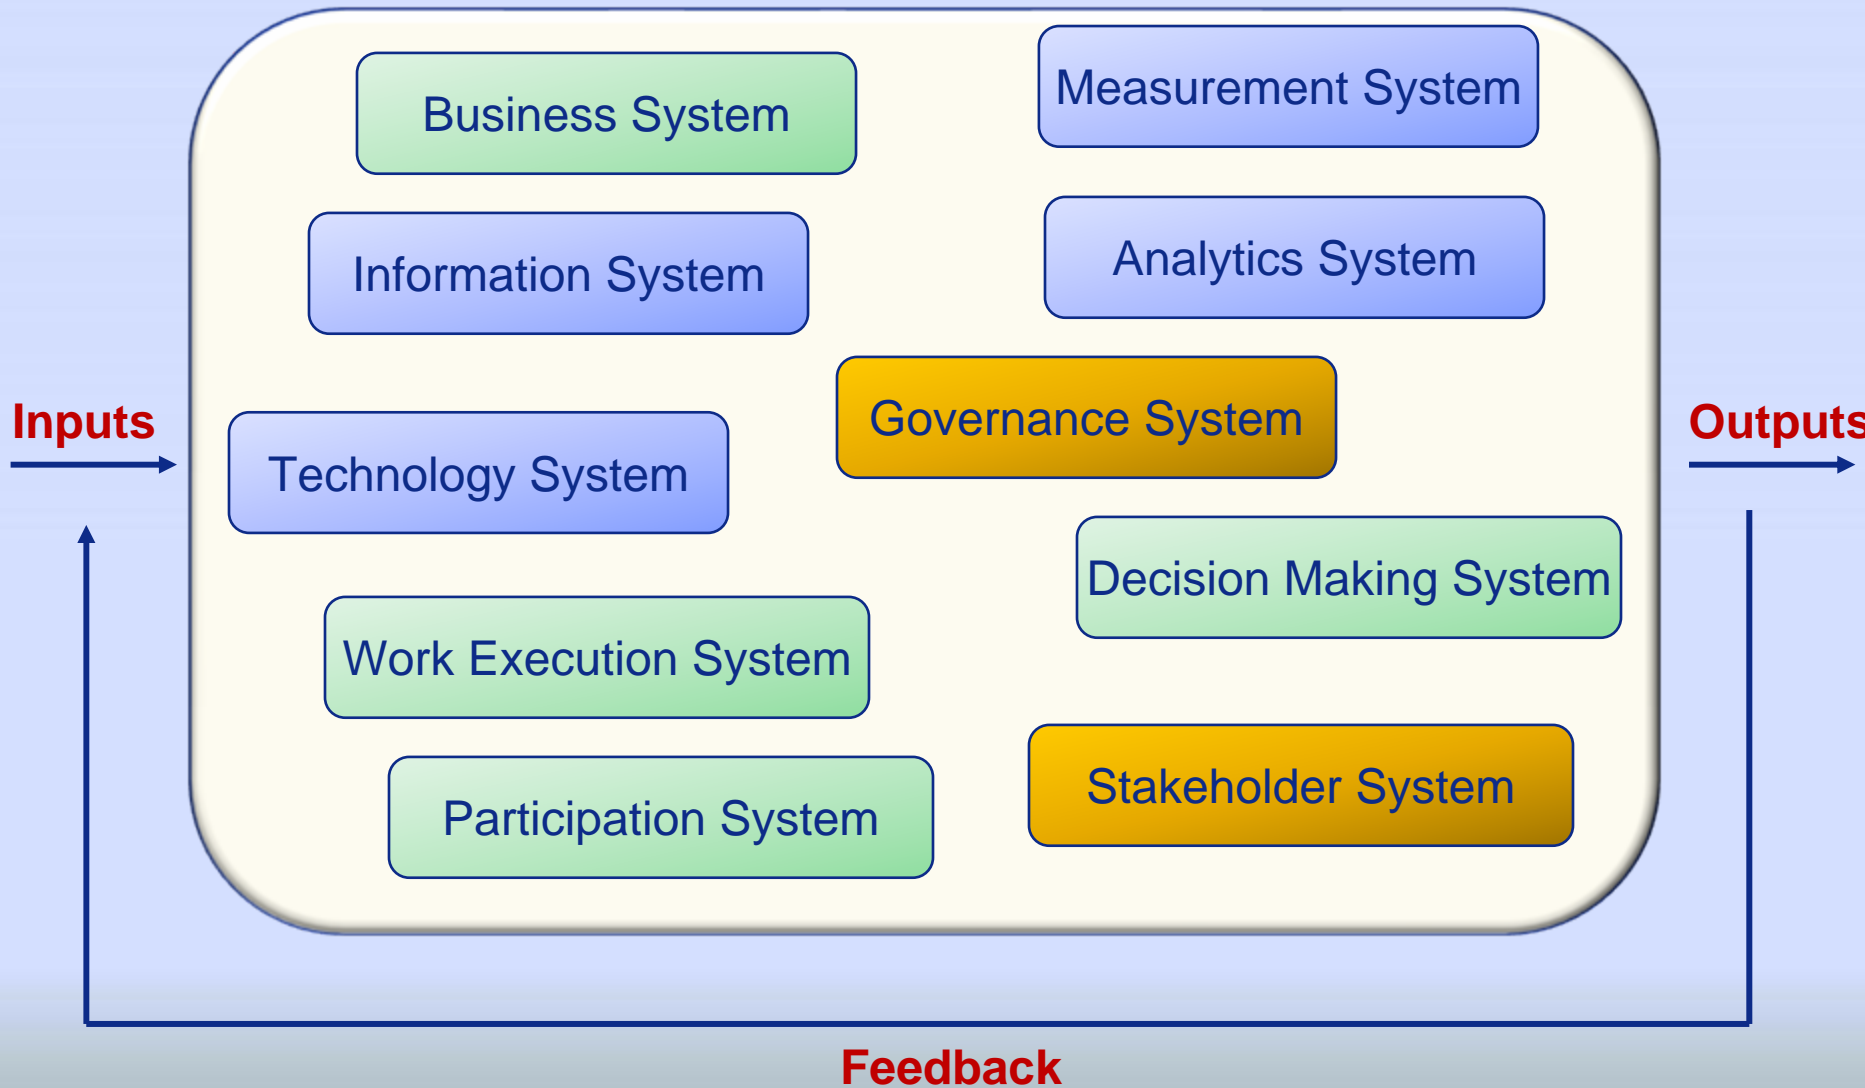 Business System
Measurement System
Information System
Analytics System
Inputs
Governance System
Outputs
Technology System
Decision Making System
Work Execution System
Stakeholder System
Participation System
Feedback